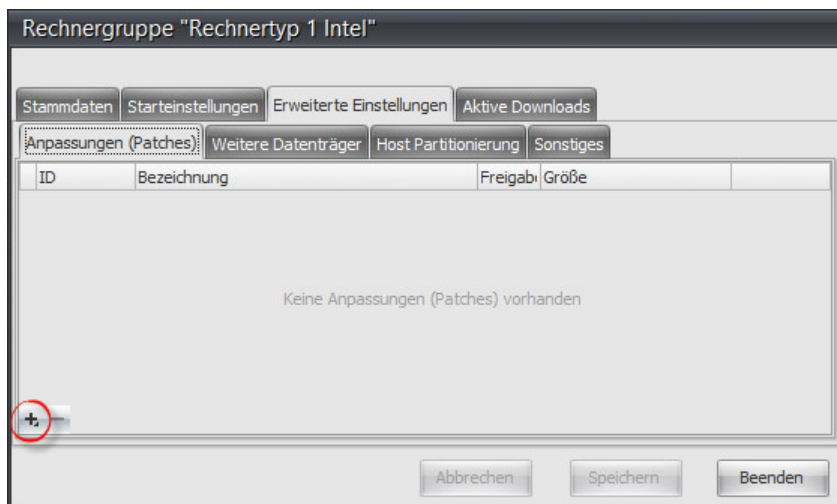 Rechnergruppe "Rechnertyp 1 Intel"
Stammdaten Starteinstellungen Erweiterte Einstellungen Aktive Downloads
Anpassungen (Patches) Weitere Datenträger Host Partitionierung Sonstiges
ID Bezeichnung Freigab Größe
Keine Anpassungen (Patches) vorhanden
Abbrechen Speichern Beenden